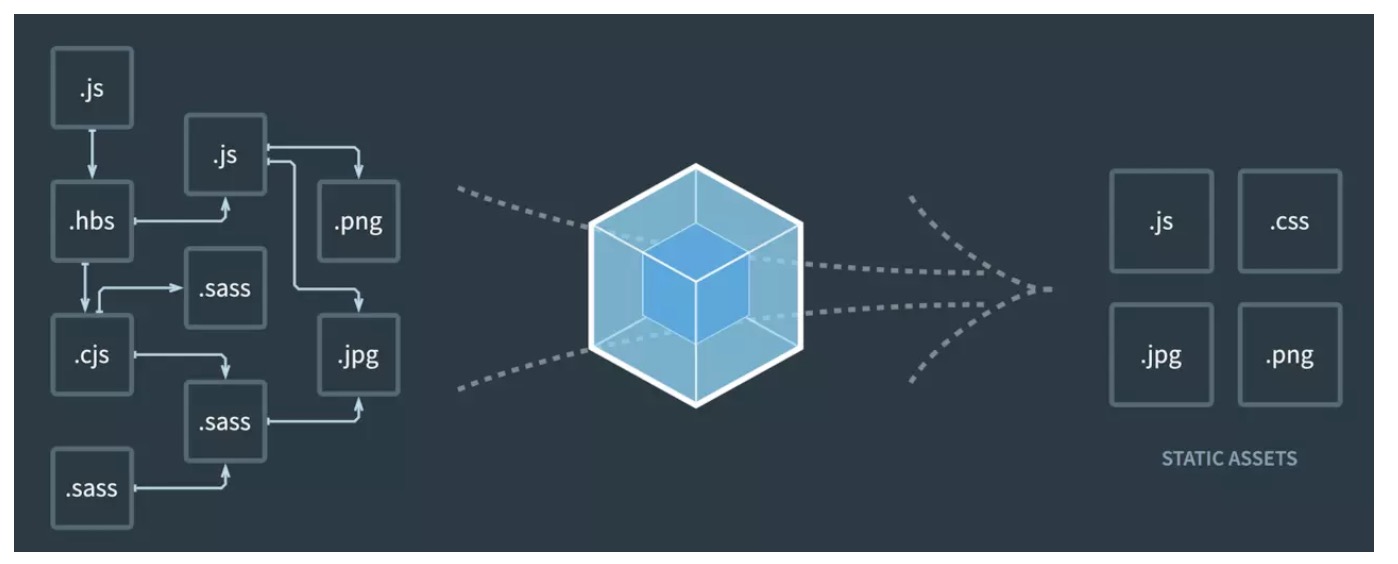 .js
.js
.hbs
.png
.sass
.cjs
.jpg
.sass
.sass
.js
.css
.jpg
.png
STATIC ASSETS